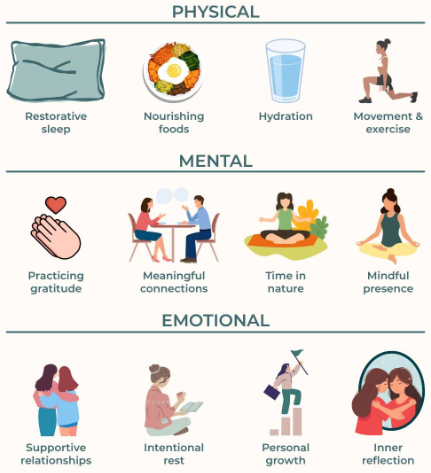 PHYSICAL
Restorative
sleep
Nourishing
foods
Hydration
Movement &
exercise
MENTAL
Practicing
gratitude
Meaningful
connections
Time in
nature
Mindful
presence
EMOTIONAL
Supportive
relationships
Intentional
rest
Personal
growth
Inner
reflection